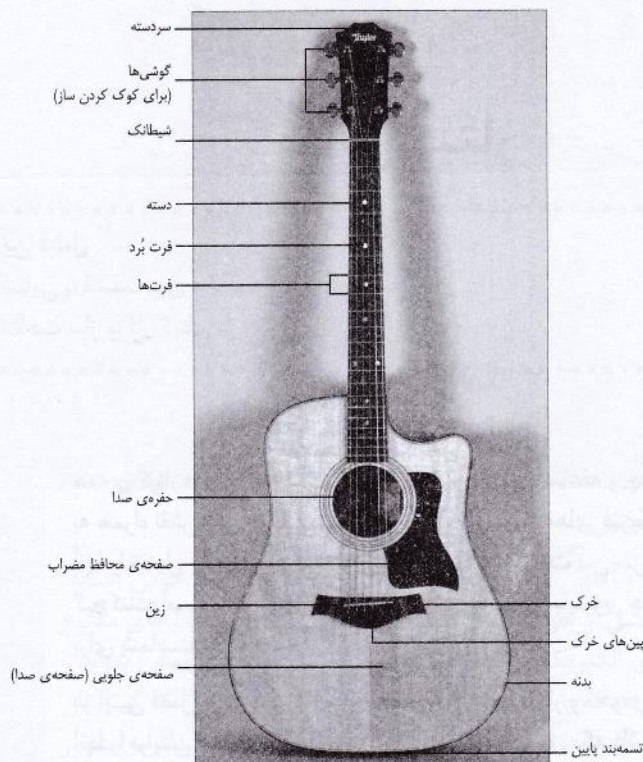 سردسته
Taylor
گوشی‌ها
(برای کوک کردن ساز)
شیطانک
دسته
فرت بُرد
فرت‌ها
حفره‌ی صدا
صفحه‌ی محافظ مضراب
زین
خرک
پین‌های خرک
صفحه‌ی جلویی (صفحه‌ی صدا)
بدنه
تسمه‌بند پایین